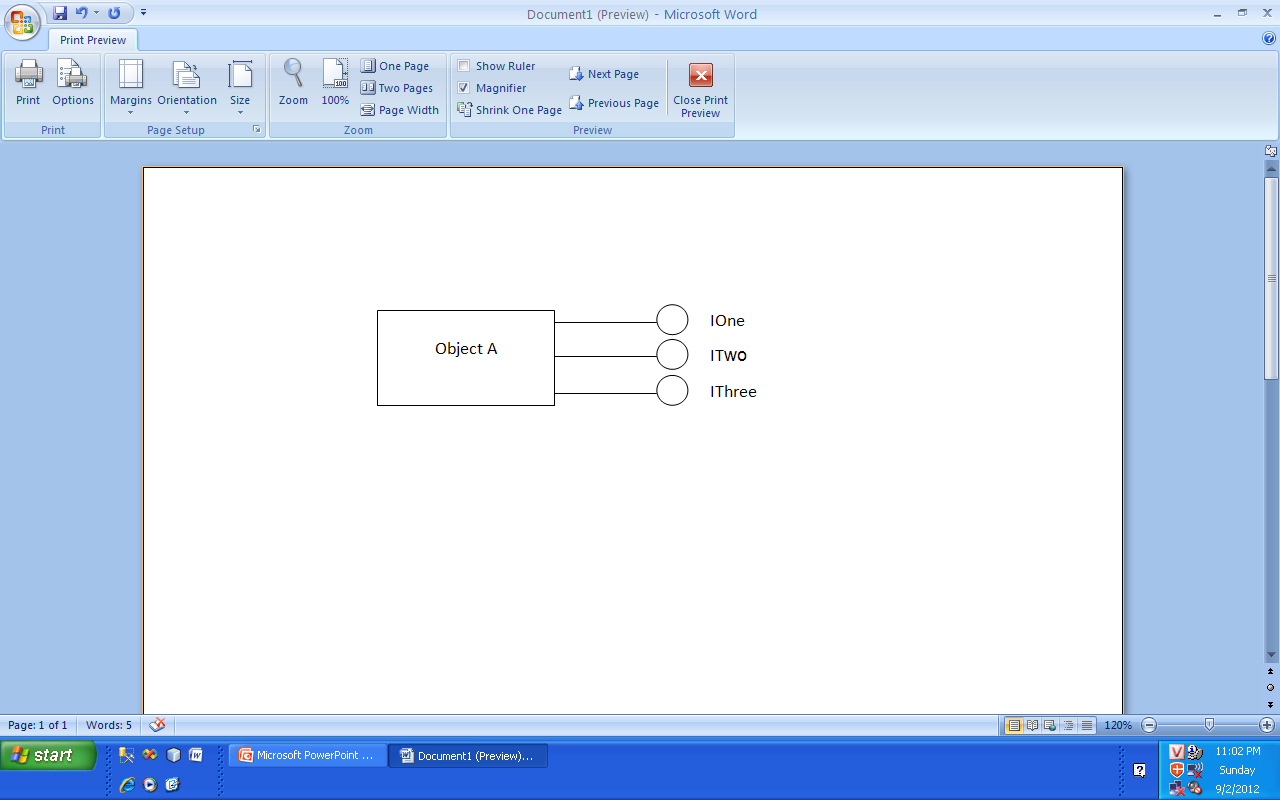 Document1 (Preview) - Microsoft Word
Print Preview
Print
Options
Margins
Orientation
Size
Zoom
100%
100
One Page
Two Pages
Page Width
Show Ruler
Magnifier
Shrink One Page
Next Page
Previous Page
Close Print
Preview
Print
Page Setup
Zoom
Preview
Object A
IOne
ITwo
IThree
Page: 1 of 1
Words: 5
120%
start
Microsoft PowerPoint ...
Document1 (Preview)...
11:02 PM
Sunday
9/2/2012